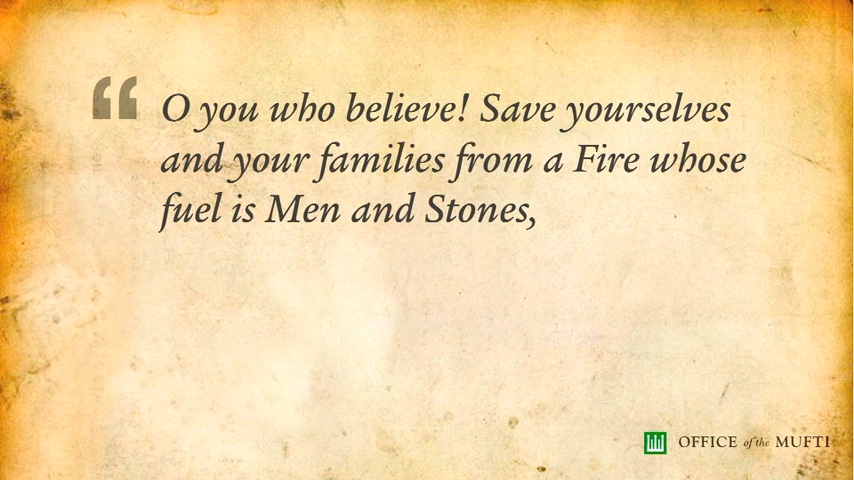 “ O you who believe! Save yourselves
and your families from a Fire whose
fuel is Men and Stones,
OFFICE of the MUFTI